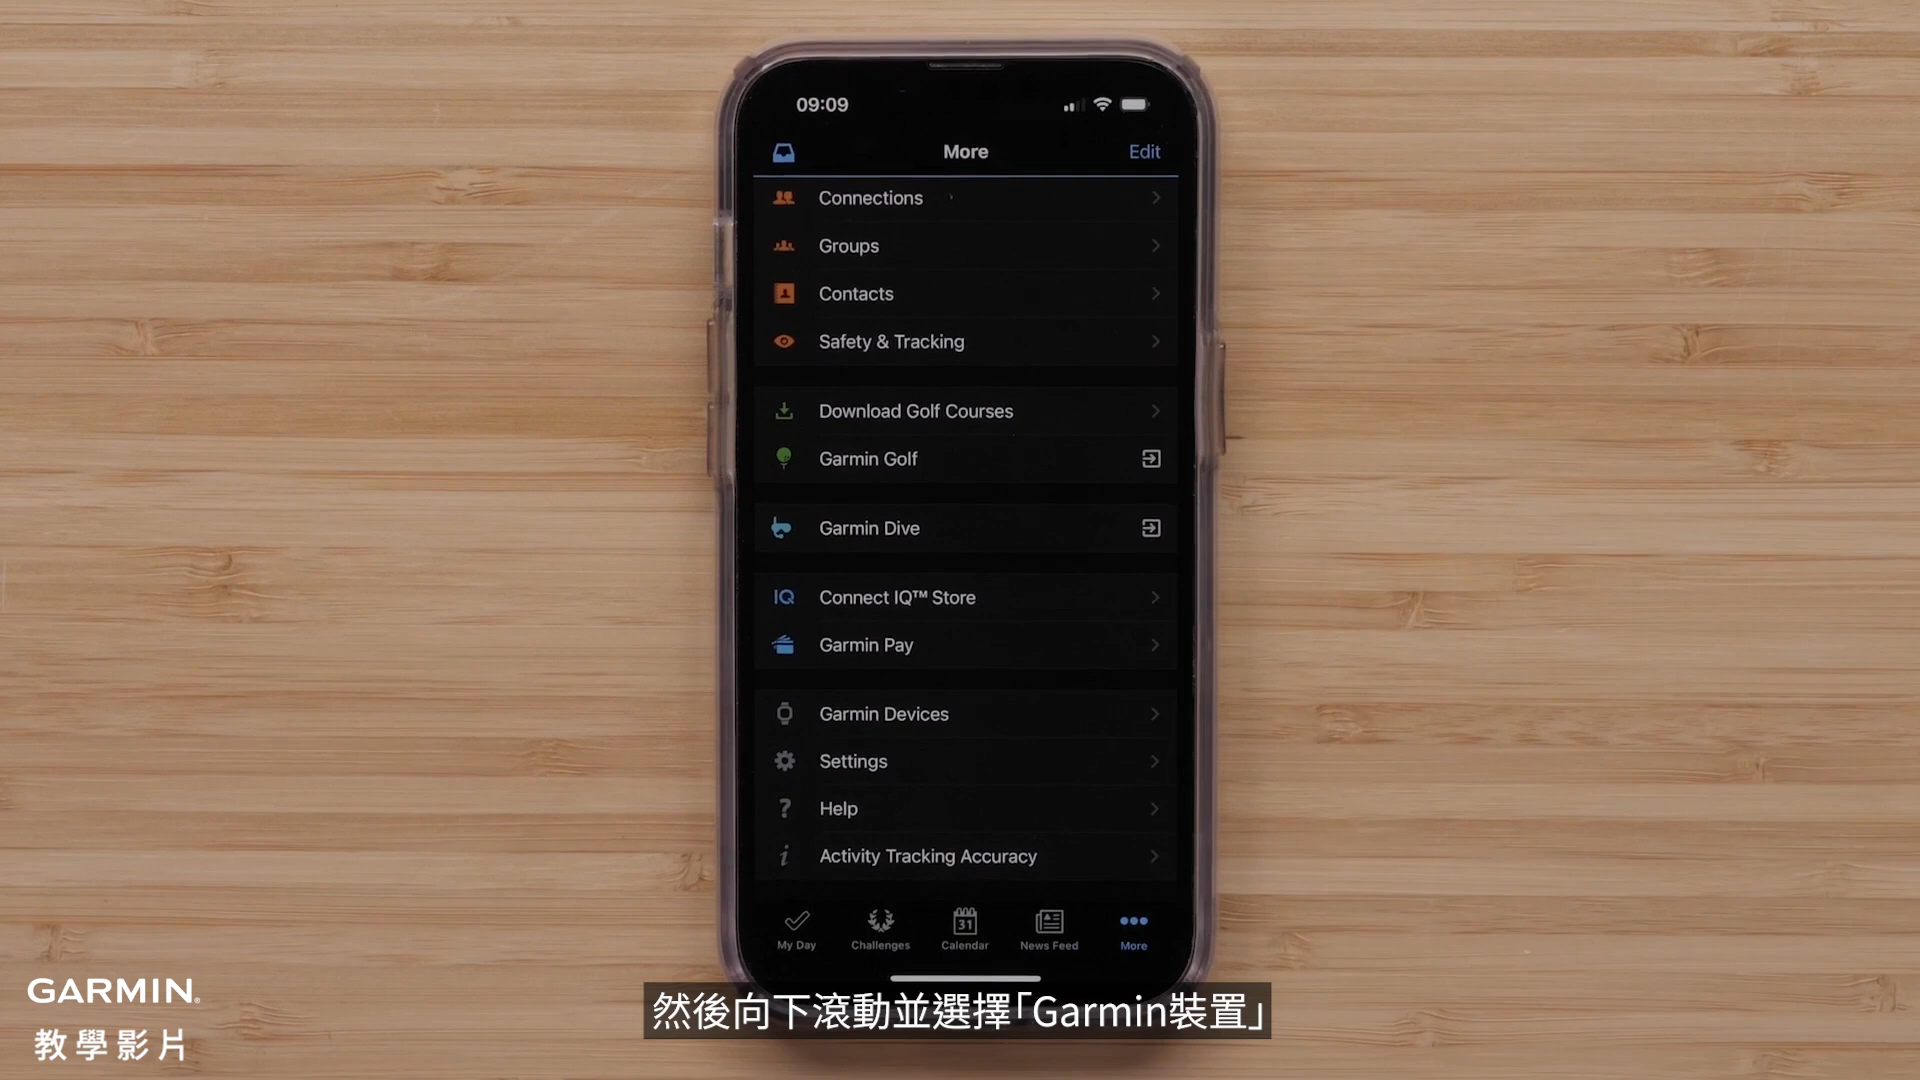 09:09
More
Edit
Connections
Groups
Contacts
Safety & Tracking
Download Golf Courses
Garmin Golf
Garmin Dive
IQ Connect IQ™ Store
Garmin Pay
Garmin Devices
Settings
? Help
i Activity Tracking Accuracy
31
My Day
Challenges
Calendar
News Feed
More
GARMIN®
教學影片
然後向下滾動並選擇「Garmin裝置」